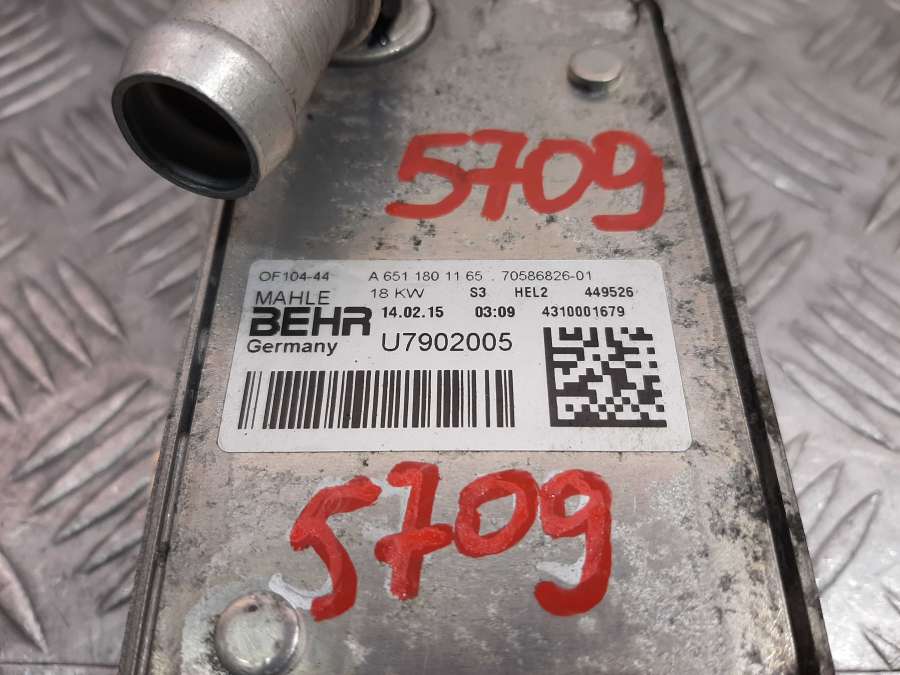 5709
OF104-44 A 651 180 11 65 . 70586826-01
MAHLE 18 KW S3 HEL2 449526
BEHR 14.02.15 03:09 4310001679
Germany U7902005
5709